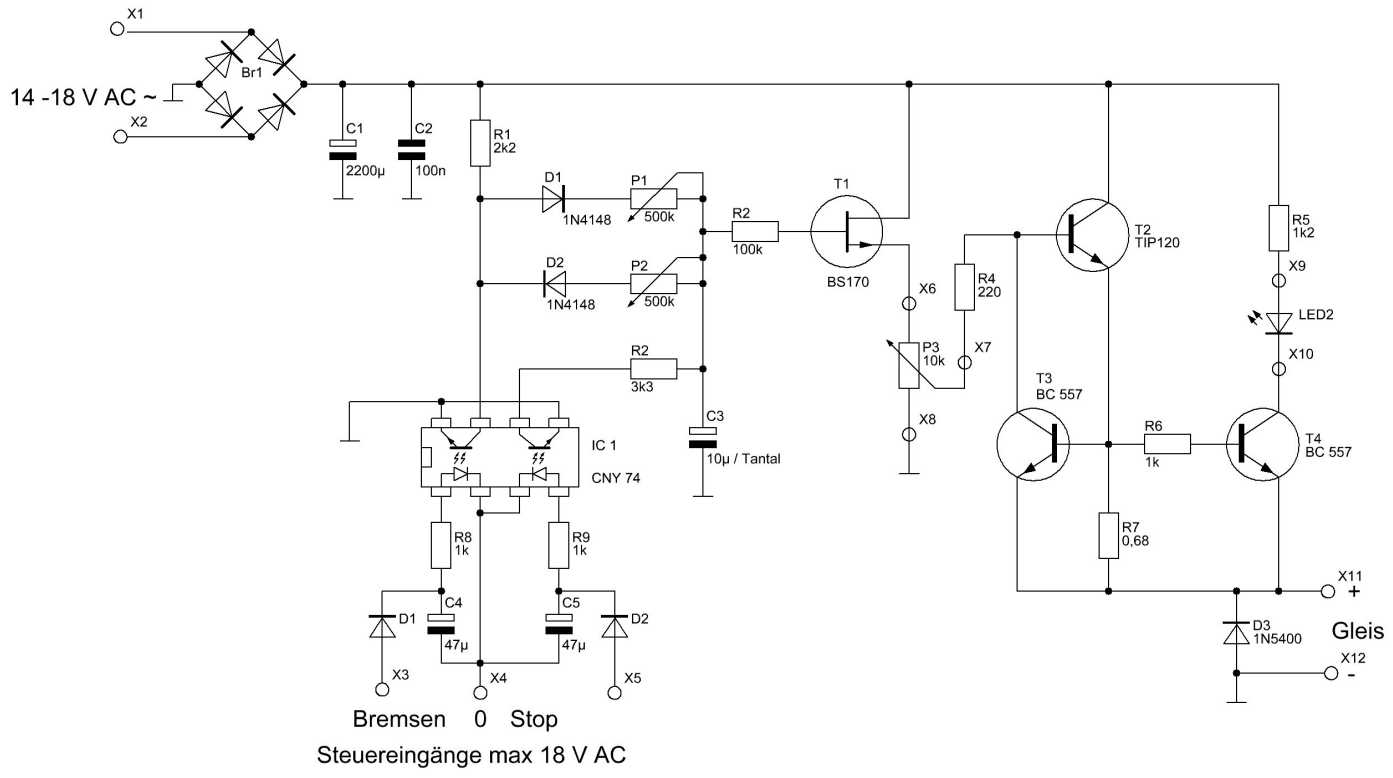 X1
Br1
14 -18 V AC ~
X2
C1
2200µ
C2
100n
R1
2k2
D1
1N4148
P1
500k
D2
1N4148
P2
500k
R2
100k
T1
BS170
R2
3k3
C3
10µ / Tantal
IC 1
CNY 74
R8
1k
R9
1k
D1
C4
47µ
C5
47µ
D2
X3
X4
X5
Bremsen 0 Stop
Steuereingänge max 18 V AC
X6
P3
10k
X7
X8
R4
220
T2
TIP120
T3
BC 557
R6
1k
R7
0,68
R5
1k2
X9
LED2
X10
T4
BC 557
X11
+
D3
1N5400
Gleis
X12
-